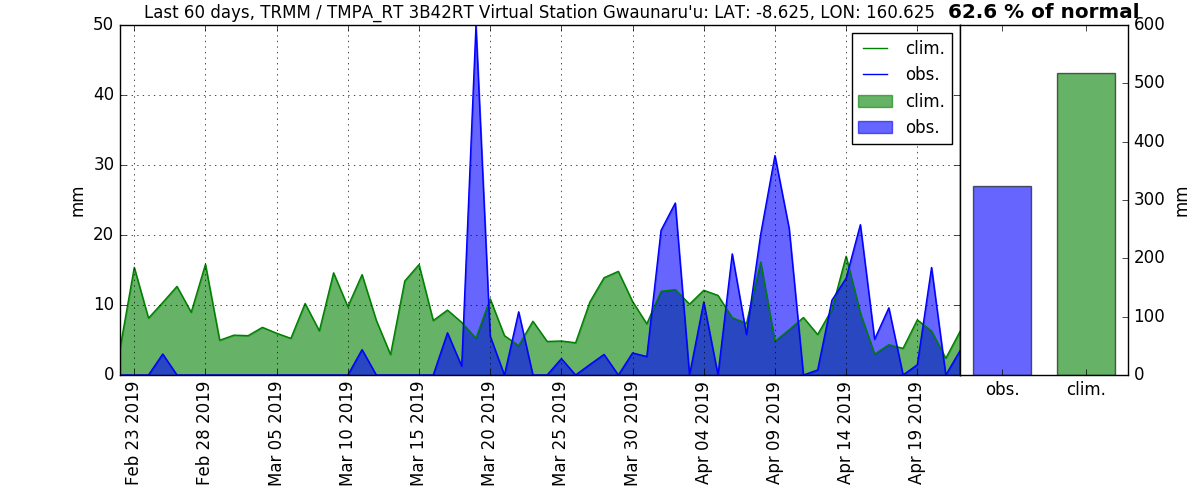 Last 60 days, TRMM / TMPA_RT 3B42RT Virtual Station Gwaunaru'u: LAT: -8.625, LON: 160.625
62.6 % of normal
50
40
30
20
10
0
mm
clim.
obs.
clim.
obs.
Feb 23 2019
Feb 28 2019
Mar 05 2019
Mar 10 2019
Mar 15 2019
Mar 20 2019
Mar 25 2019
Mar 30 2019
Apr 04 2019
Apr 09 2019
Apr 14 2019
Apr 19 2019
600
500
400
300
200
100
0
mm
obs.
clim.